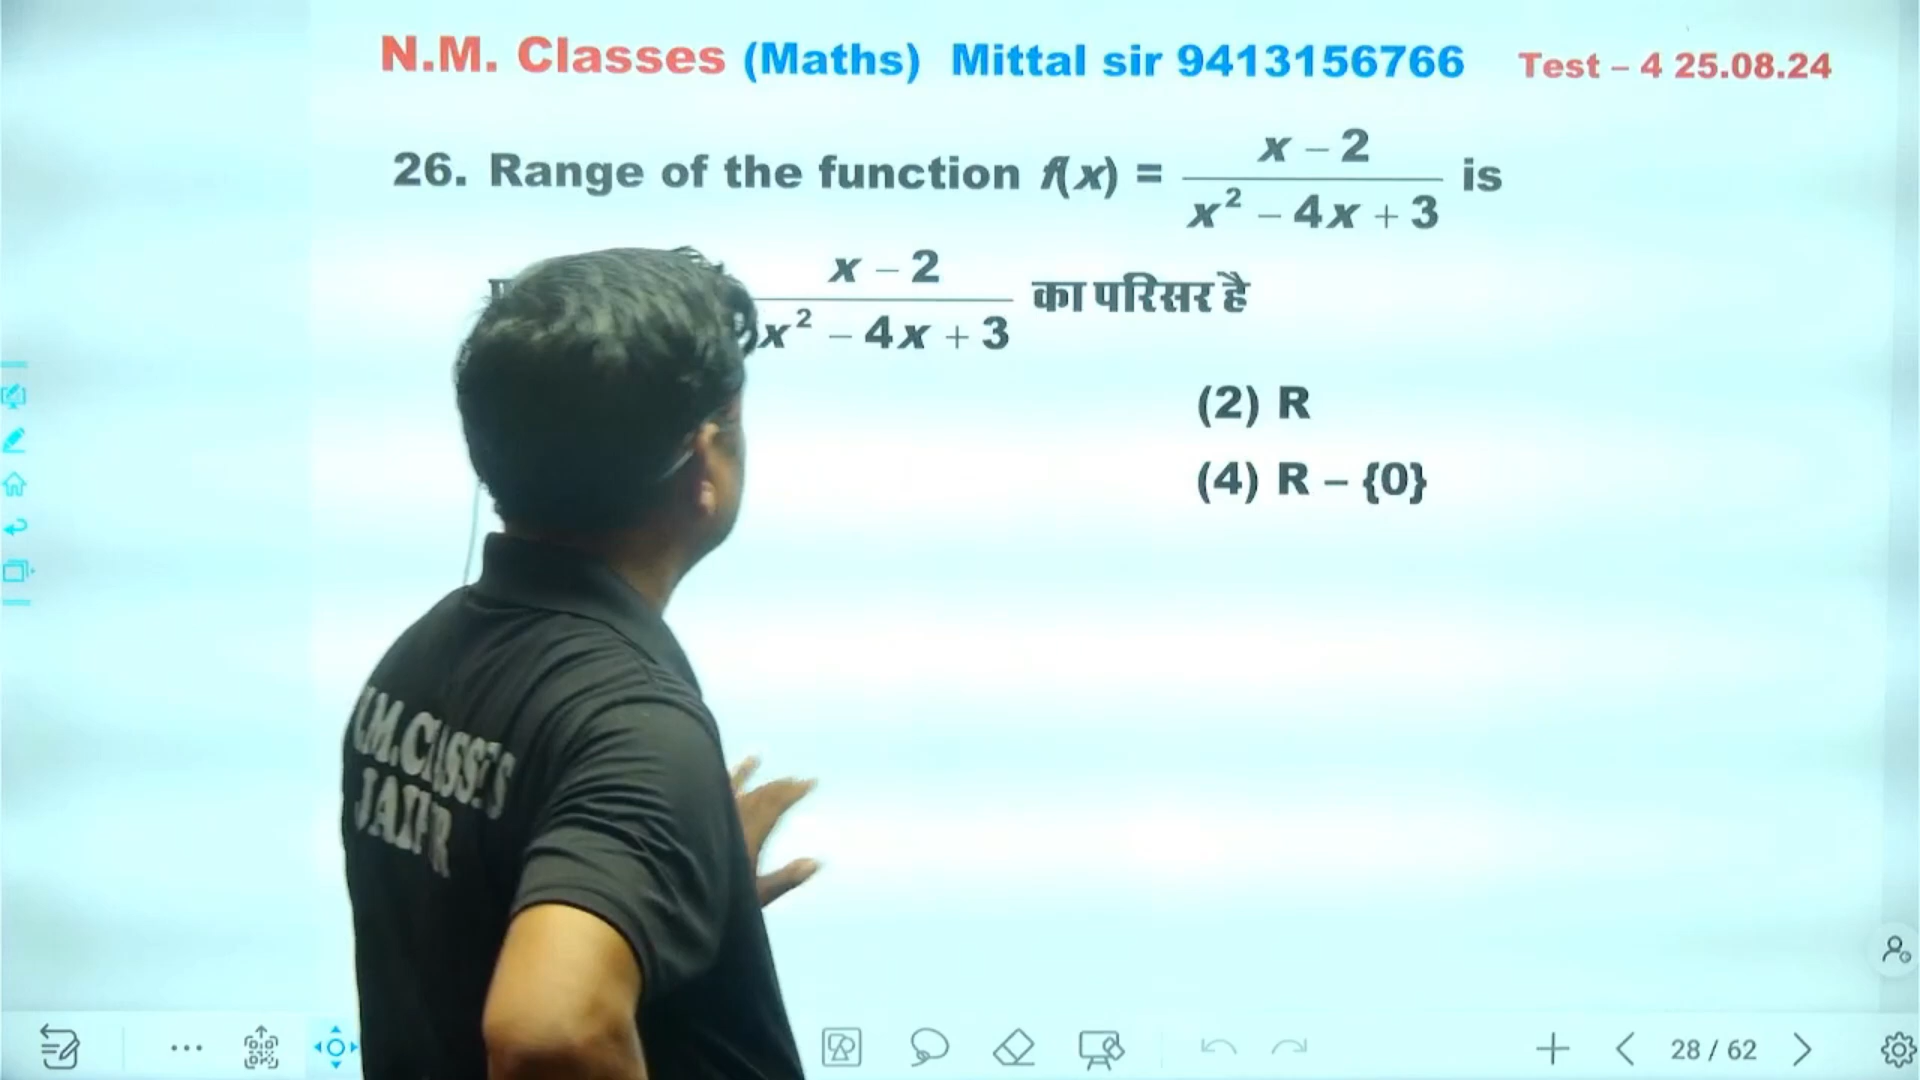 N.M. Classes (Maths) Mittal sir 9413156766 Test – 4 25.08.24
26. Range of the function f(x) = (x – 2)/(x² – 4x + 3) is
(x – 2)/(x² – 4x + 3) का परिसर है
(2) R
(4) R – {0}
N.M.CLASSES
JAIPUR
28 / 62